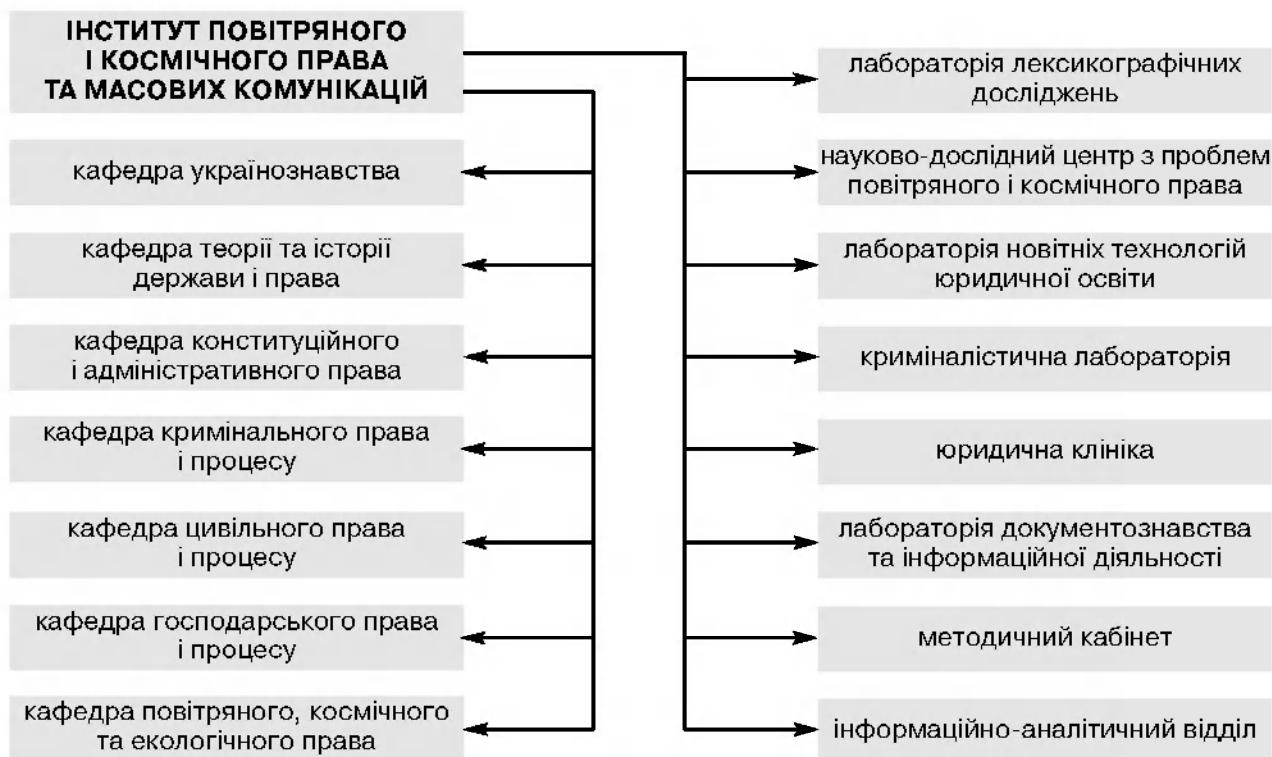 ІНСТИТУТ ПОВІТРЯНОГО
І КОСМІЧНОГО ПРАВА
ТА МАСОВИХ КОМУНІКАЦІЙ
кафедра українознавства
кафедра теорії та історії
держави і права
кафедра конституційного
і адміністративного права
кафедра кримінального права
і процесу
кафедра цивільного права
і процесу
кафедра господарського права
і процесу
кафедра повітряного, космічного
та екологічного права
лабораторія лексикографічних
досліджень
науково-дослідний центр з проблем
повітряного і космічного права
лабораторія новітніх технологій
юридичної освіти
криміналістична лабораторія
юридична клініка
лабораторія документознавства
та інформаційної діяльності
методичний кабінет
інформаційно-аналітичний відділ